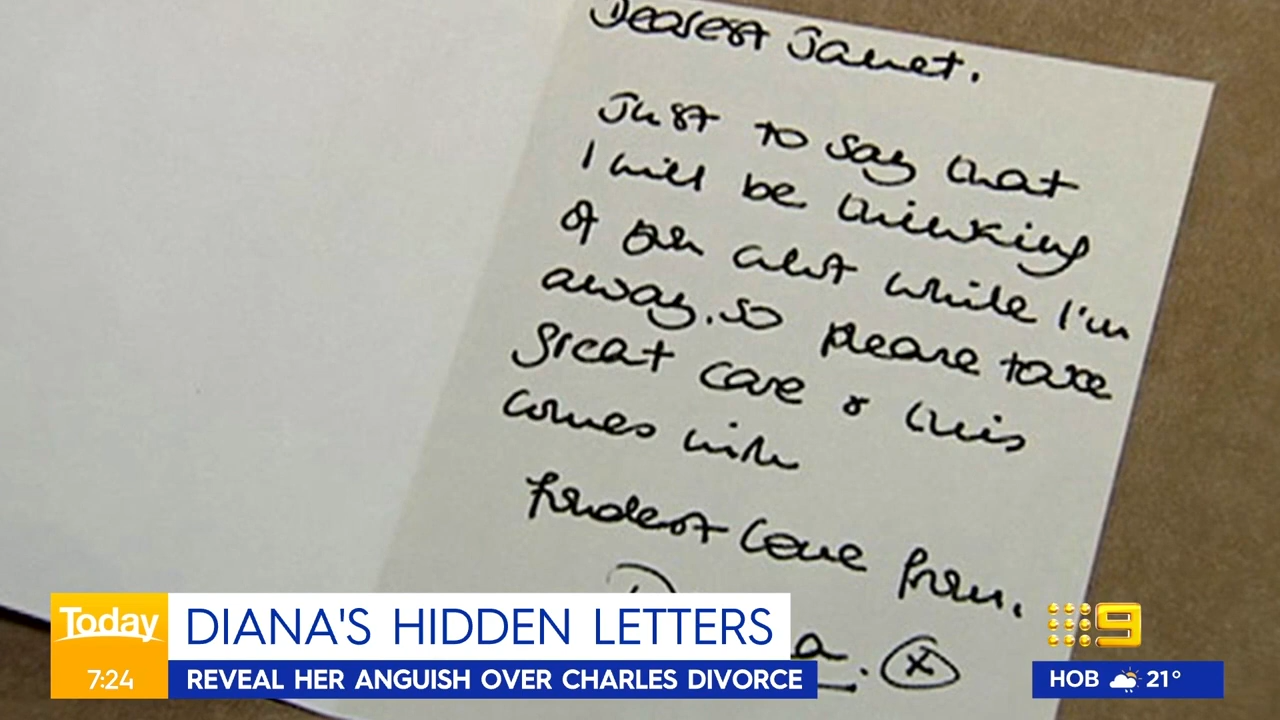 Dearest Janet.
Just to say that
I will be thinking
of you a lot while I'm
away. so please take
great care & this
comes with
fondest love from.
a.
Today
7:24
DIANA'S HIDDEN LETTERS
REVEAL HER ANGUISH OVER CHARLES DIVORCE
9
HOB 21°